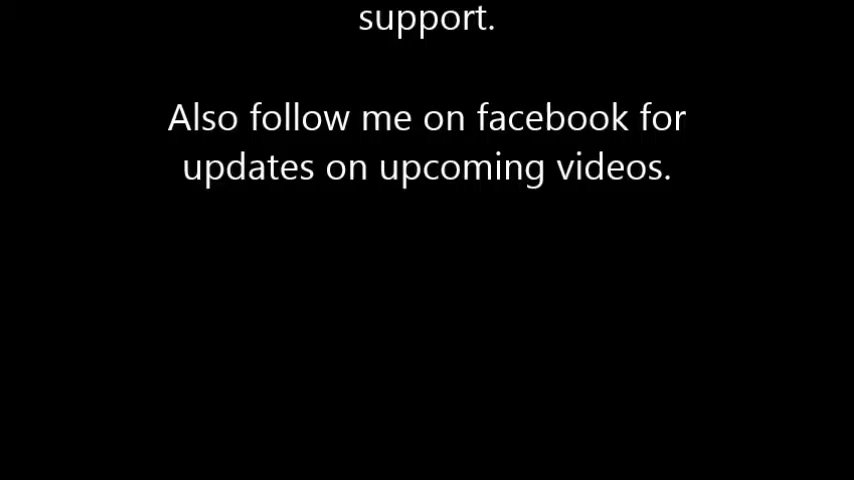 support.
Also follow me on facebook for
updates on upcoming videos.